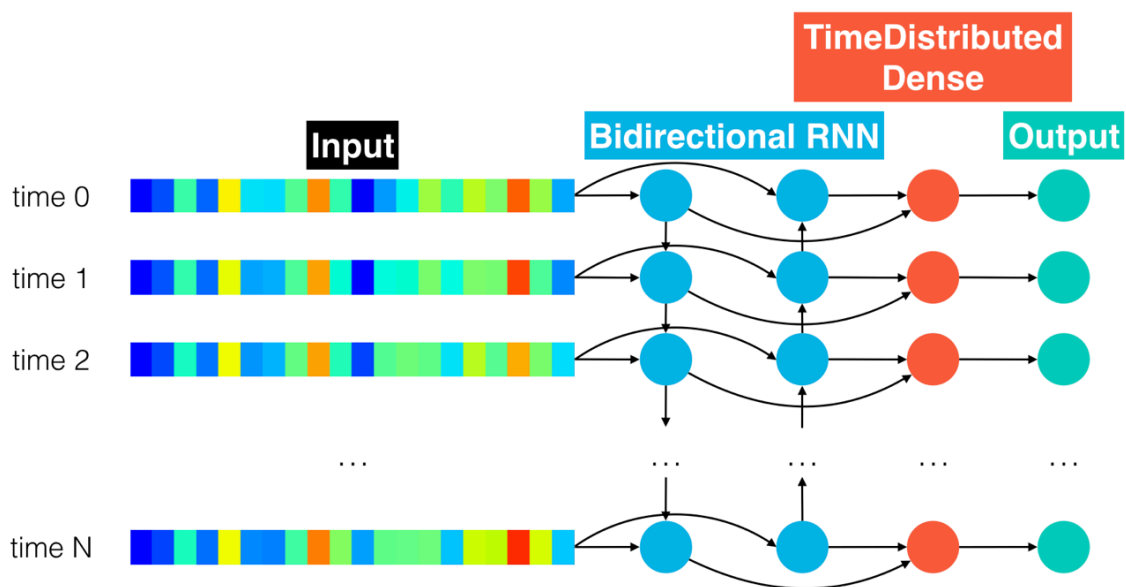 TimeDistributed
Dense
Input
Bidirectional RNN
Output
time 0
time 1
time 2
... ... ... ... ...
time N